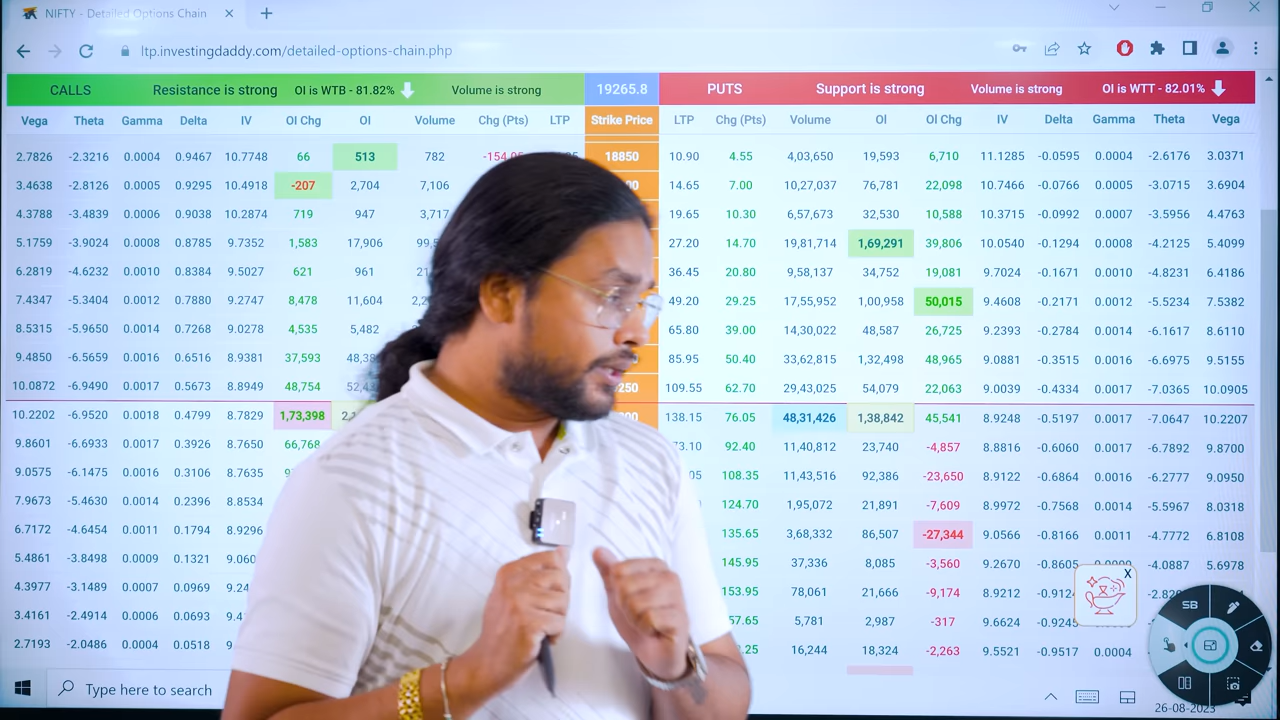 NIFTY - Detailed Options Chain
ltp.investingdaddy.com/detailed-options-chain.php
CALLS Resistance is strong OI is WTB - 81.82% Volume is strong 19265.8 PUTS Support is strong Volume is strong OI is WTT - 82.01%
Vega Theta Gamma Delta IV OI Chg OI Volume Chg (Pts) LTP Strike Price LTP Chg (Pts) Volume OI OI Chg IV Delta Gamma Theta Vega
2.7826 -2.3216 0.0004 0.9467 10.7748 66 513 782 18850 10.90 4.55 4,03,650 19,593 6,710 11.1285 -0.0595 0.0004 -2.6176 3.0371
3.4638 -2.8126 0.0005 0.9295 10.4918 -207 2,704 7,106 14.65 7.00 10,27,037 76,781 22,098 10.7466 -0.0766 0.0005 -3.0715 3.6904
4.3788 -3.4839 0.0006 0.9038 10.2874 719 947 3,717 19.65 10.30 6,57,673 32,530 10,588 10.3715 -0.0992 0.0007 -3.5956 4.4763
5.1759 -3.9024 0.0008 0.8785 9.7352 1,583 17,906 27.20 14.70 19,81,714 1,69,291 39,806 10.0540 -0.1294 0.0008 -4.2125 5.4099
6.2819 -4.6232 0.0010 0.8384 9.5027 621 961 36.45 20.80 9,58,137 34,752 19,081 9.7024 -0.1671 0.0010 -4.8231 6.4186
7.4347 -5.3404 0.0012 0.7880 9.2747 8,478 11,604 49.20 29.25 17,55,952 1,00,958 50,015 9.4608 -0.2171 0.0012 -5.5234 7.5382
8.5315 -5.9650 0.0014 0.7268 9.0278 4,535 5,482 65.80 39.00 14,30,022 48,587 26,725 9.2393 -0.2784 0.0014 -6.1617 8.6110
9.4850 -6.5659 0.0016 0.6516 8.9381 37,593 85.95 50.40 33,62,815 1,32,498 48,965 9.0881 -0.3515 0.0016 -6.6975 9.5155
10.0872 -6.9490 0.0017 0.5673 8.8949 48,754 109.55 62.70 29,43,025 54,079 22,063 9.0039 -0.4334 0.0017 -7.0365 10.0905
10.2202 -6.9520 0.0018 0.4799 8.7829 1,73,398 138.15 76.05 48,31,426 1,38,842 45,541 8.9248 -0.5197 0.0017 -7.0647 10.2207
9.8601 -6.6933 0.0017 0.3926 8.7650 66,768 92.40 11,40,812 23,740 -4,857 8.8816 -0.6060 0.0017 -6.7892 9.8700
9.0575 -6.1475 0.0016 0.3106 8.7635 108.35 11,43,516 92,386 -23,650 8.9122 -0.6864 0.0016 -6.2777 9.0950
7.9673 -5.4630 0.0014 0.2396 8.8534 124.70 1,95,072 21,891 -7,609 8.9972 -0.7568 0.0014 -5.5967 8.0318
6.7172 -4.6454 0.0011 0.1794 8.9296 135.65 3,68,332 86,507 -27,344 9.0566 -0.8166 0.0011 -4.7772 6.8108
5.4861 -3.8498 0.0009 0.1321 145.95 37,336 8,085 -3,560 9.2670 -0.8605 -4.0887 5.6978
4.3977 -3.1489 0.0007 0.0969 153.95 78,061 21,666 -9,174 8.9212
3.4161 -2.4914 0.0006 0.0693 5,781 2,987 -317 9.6624 -0.9245
2.7193 -2.0486 0.0004 0.0518 16,244 18,324 -2,263 9.5521 -0.9517 0.0004
X
SB
Type here to search